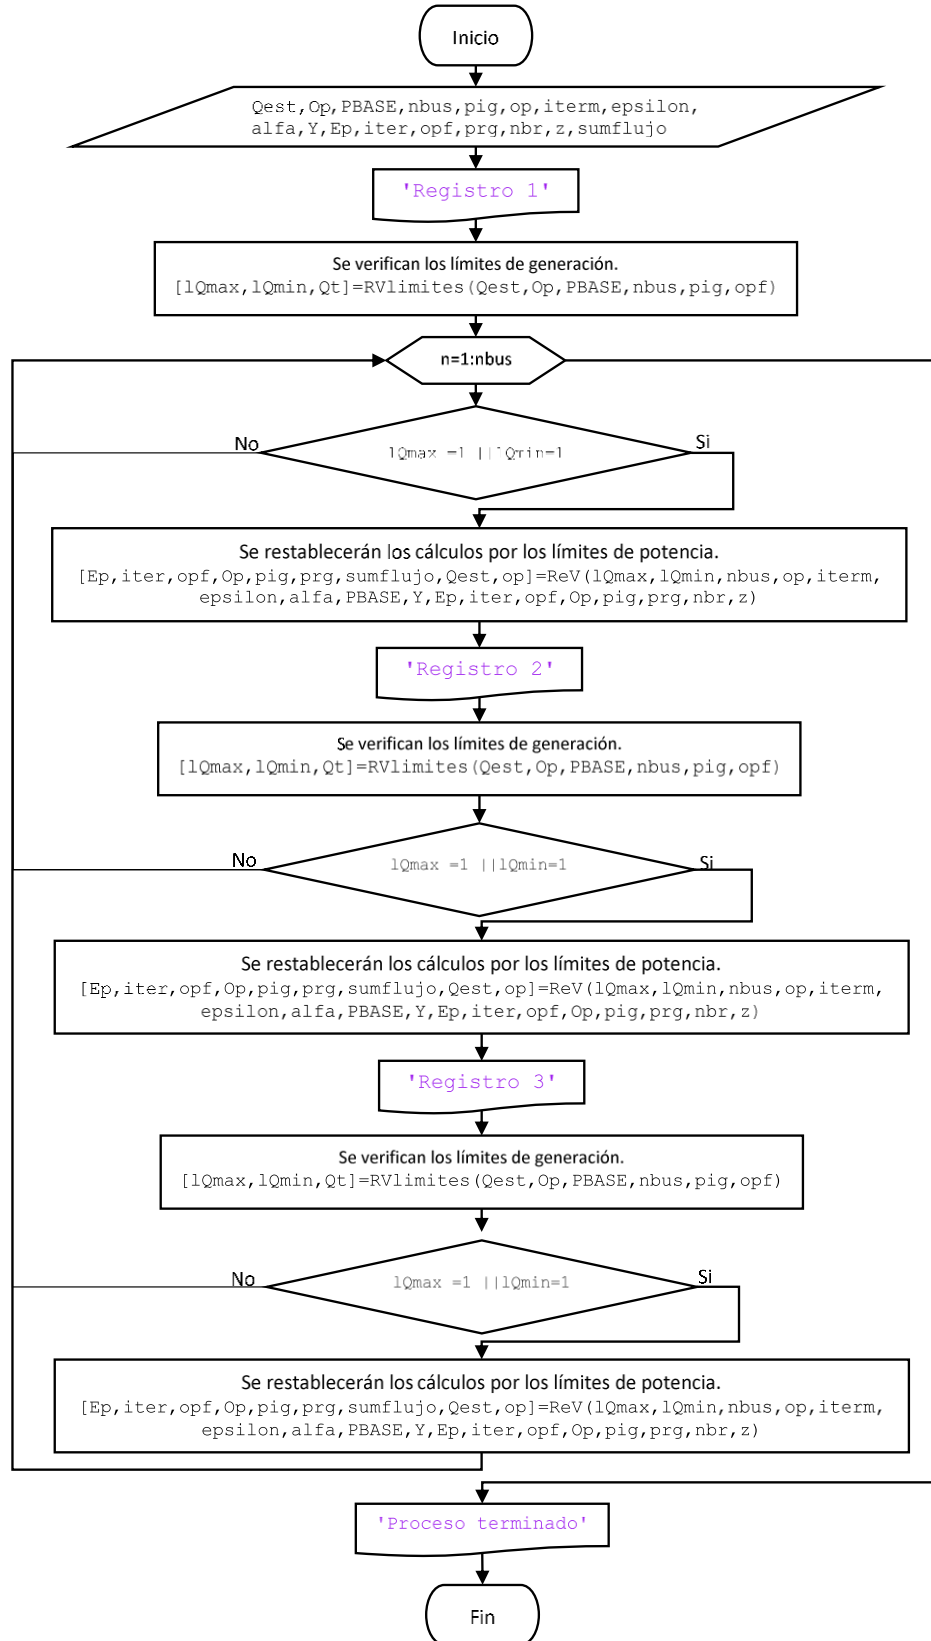 Inicio
Qest,Op,PBASE,nbus,pig,op,iterm,epsilon,
alfa,Y,Ep,iter,opf,prg,nbr,z,sumflujo
'Registro 1'
Se verifican los límites de generación.
[lQmax,lQmin,Qt]=RVlimites(Qest,Op,PBASE,nbus,pig,opf)
n=1:nbus
No
lQmax =1 ||lQmin=1
Si
Se restablecerán los cálculos por los límites de potencia.
[Ep,iter,opf,Op,pig,prg,sumflujo,Qest,op]=ReV(lQmax,lQmin,nbus,op,iterm,
epsilon,alfa,PBASE,Y,Ep,iter,opf,Op,pig,prg,nbr,z)
'Registro 2'
Se verifican los límites de generación.
[lQmax,lQmin,Qt]=RVlimites(Qest,Op,PBASE,nbus,pig,opf)
No
lQmax =1 ||lQmin=1
Si
Se restablecerán los cálculos por los límites de potencia.
[Ep,iter,opf,Op,pig,prg,sumflujo,Qest,op]=ReV(lQmax,lQmin,nbus,op,iterm,
epsilon,alfa,PBASE,Y,Ep,iter,opf,Op,pig,prg,nbr,z)
'Registro 3'
Se verifican los límites de generación.
[lQmax,lQmin,Qt]=RVlimites(Qest,Op,PBASE,nbus,pig,opf)
No
lQmax =1 ||lQmin=1
Si
Se restablecerán los cálculos por los límites de potencia.
[Ep,iter,opf,Op,pig,prg,sumflujo,Qest,op]=ReV(lQmax,lQmin,nbus,op,iterm,
epsilon,alfa,PBASE,Y,Ep,iter,opf,Op,pig,prg,nbr,z)
'Proceso terminado'
Fin